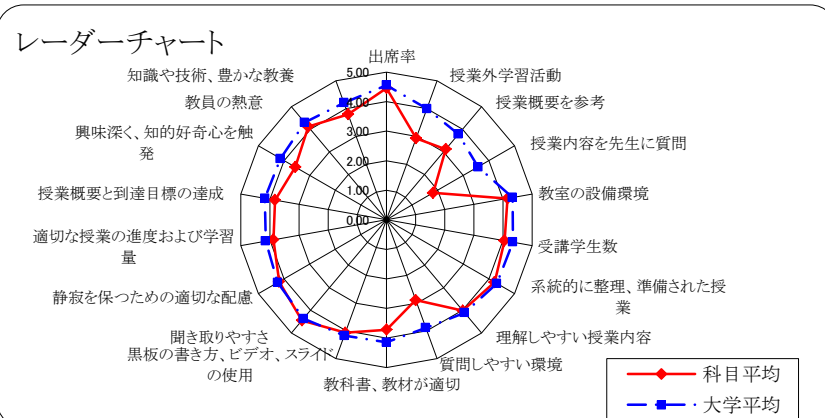 レーダーチャート
出席率
授業外学習活動
授業概要を参考
授業内容を先生に質問
教室の設備環境
受講学生数
系統的に整理、準備された授
業
理解しやすい授業内容
質問しやすい環境
教科書、教材が適切
黒板の書き方、ビデオ、スライド
の使用
聞き取りやすさ
静寂を保つための適切な配慮
適切な授業の進度および学習
量
授業概要と到達目標の達成
興味深く、知的好奇心を触
発
教員の熱意
知識や技術、豊かな教養
5.00
4.00
3.00
2.00
1.00
0.00
科目平均
大学平均